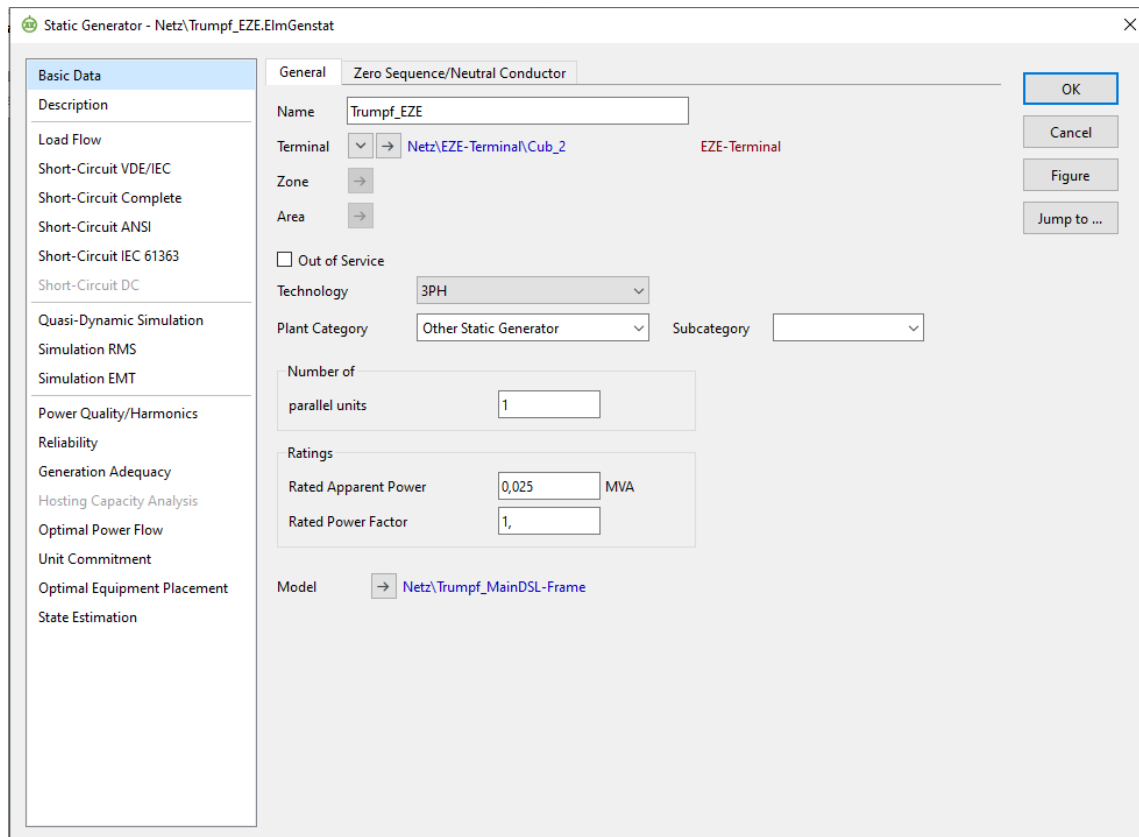 Static Generator - Netz\Trumpf_EZE.ElmGenstat
Basic Data
Description
Load Flow
Short-Circuit VDE/IEC
Short-Circuit Complete
Short-Circuit ANSI
Short-Circuit IEC 61363
Short-Circuit DC
Quasi-Dynamic Simulation
Simulation RMS
Simulation EMT
Power Quality/Harmonics
Reliability
Generation Adequacy
Hosting Capacity Analysis
Optimal Power Flow
Unit Commitment
Optimal Equipment Placement
State Estimation
General Zero Sequence/Neutral Conductor
Name Trumpf_EZE
Terminal Netz\EZE-Terminal\Cub_2 EZE-Terminal
Zone
Area
Out of Service
Technology 3PH
Plant Category Other Static Generator Subcategory
Number of
parallel units 1
Ratings
Rated Apparent Power 0,025 MVA
Rated Power Factor 1,
Model Netz\Trumpf_MainDSL-Frame
OK
Cancel
Figure
Jump to ...